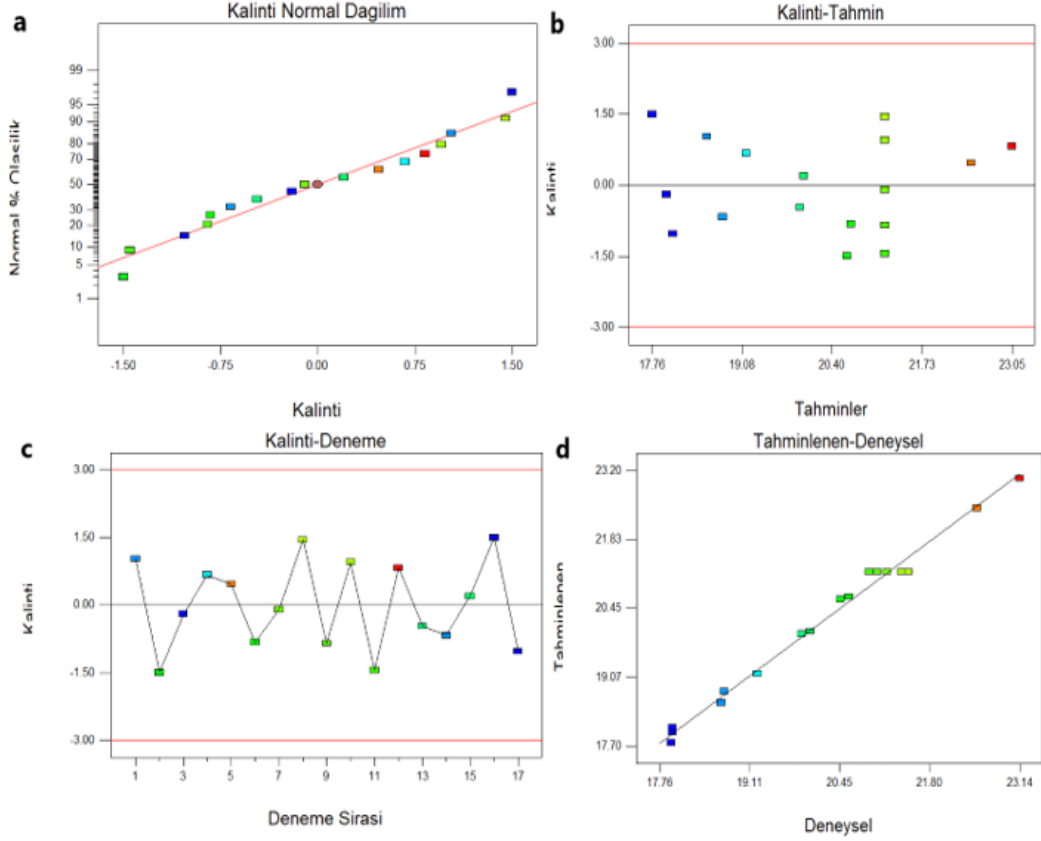 a
Kalinti Normal Dagilim
Normal % Olasilik
99
95
90
80
70
50
30
20
10
5
1
-1.50 -0.75 0.00 0.75 1.50
Kalinti
b
Kalinti-Tahmin
Kalinti
3.00
1.50
0.00
-1.50
-3.00
17.76 19.08 20.40 21.73 23.05
Tahminler
c
Kalinti-Deneme
Kalinti
3.00
1.50
0.00
-1.50
-3.00
1 3 5 7 9 11 13 15 17
Deneme Sirasi
d
Tahminlenen-Deneysel
Tahminlenen
23.20
21.83
20.45
19.07
17.70
17.76 19.11 20.45 21.80 23.14
Deneysel